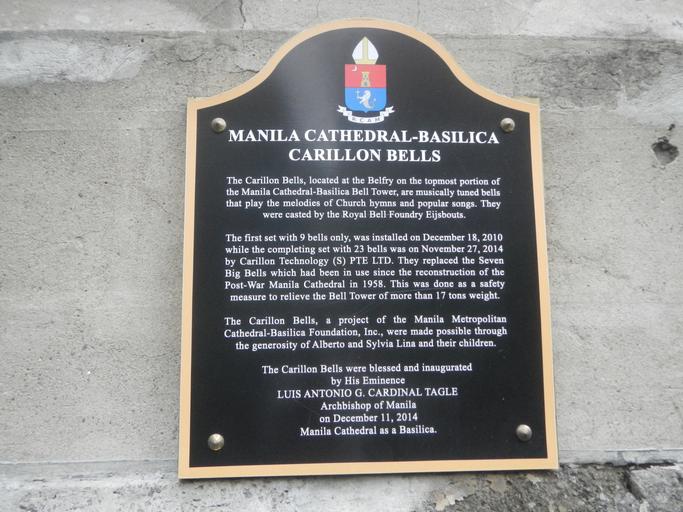 R C A M
MANILA CATHEDRAL-BASILICA
CARILLON BELLS
The Carillon Bells, located at the Belfry on the topmost portion of
the Manila Cathedral-Basilica Bell Tower, are musically tuned bells
that play the melodies of Church hymns and popular songs. They
were casted by the Royal Bell Foundry Eijsbouts.
The first set with 9 bells only, was installed on December 18, 2010
while the completing set with 23 bells was on November 27, 2014
by Carillon Technology (S) PTE LTD. They replaced the Seven
Big Bells which had been in use since the reconstruction of the
Post-War Manila Cathedral in 1958. This was done as a safety
measure to relieve the Bell Tower of more than 17 tons weight.
The Carillon Bells, a project of the Manila Metropolitan
Cathedral-Basilica Foundation, Inc., were made possible through
the generosity of Alberto and Sylvia Lina and their children.
The Carillon Bells were blessed and inaugurated
by His Eminence
LUIS ANTONIO G. CARDINAL TAGLE
Archbishop of Manila
on December 11, 2014
Manila Cathedral as a Basilica.